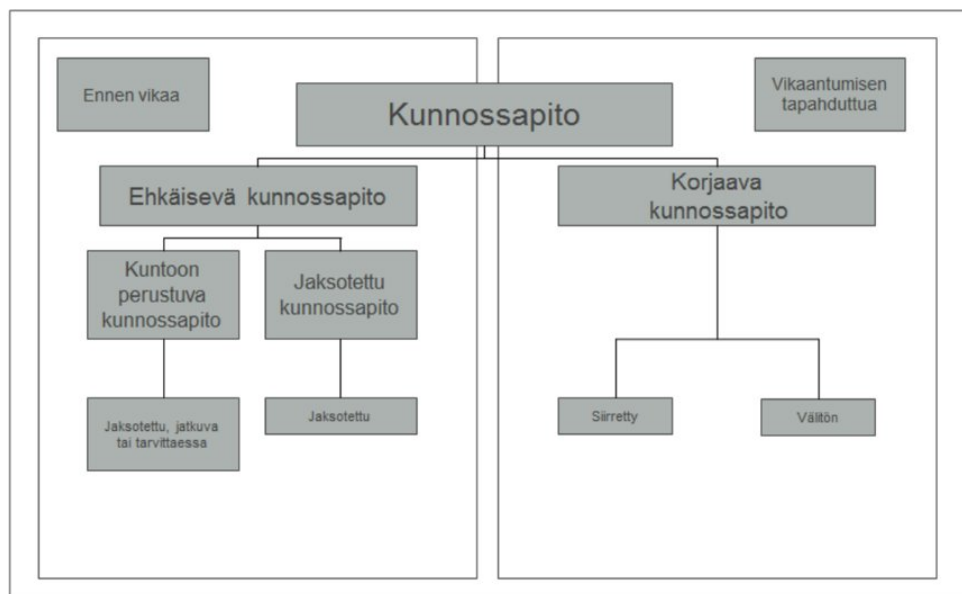 Ennen vikaa
Vikaantumisen
tapahduttua
Kunnossapito
Ehkäisevä kunnossapito
Korjaava
kunnossapito
Kuntoon
perustuva
kunnossapito
Jaksotettu
kunnossapito
Jaksotettu, jatkuva
tai tarvittaessa
Jaksotettu
Siirretty
Välitön